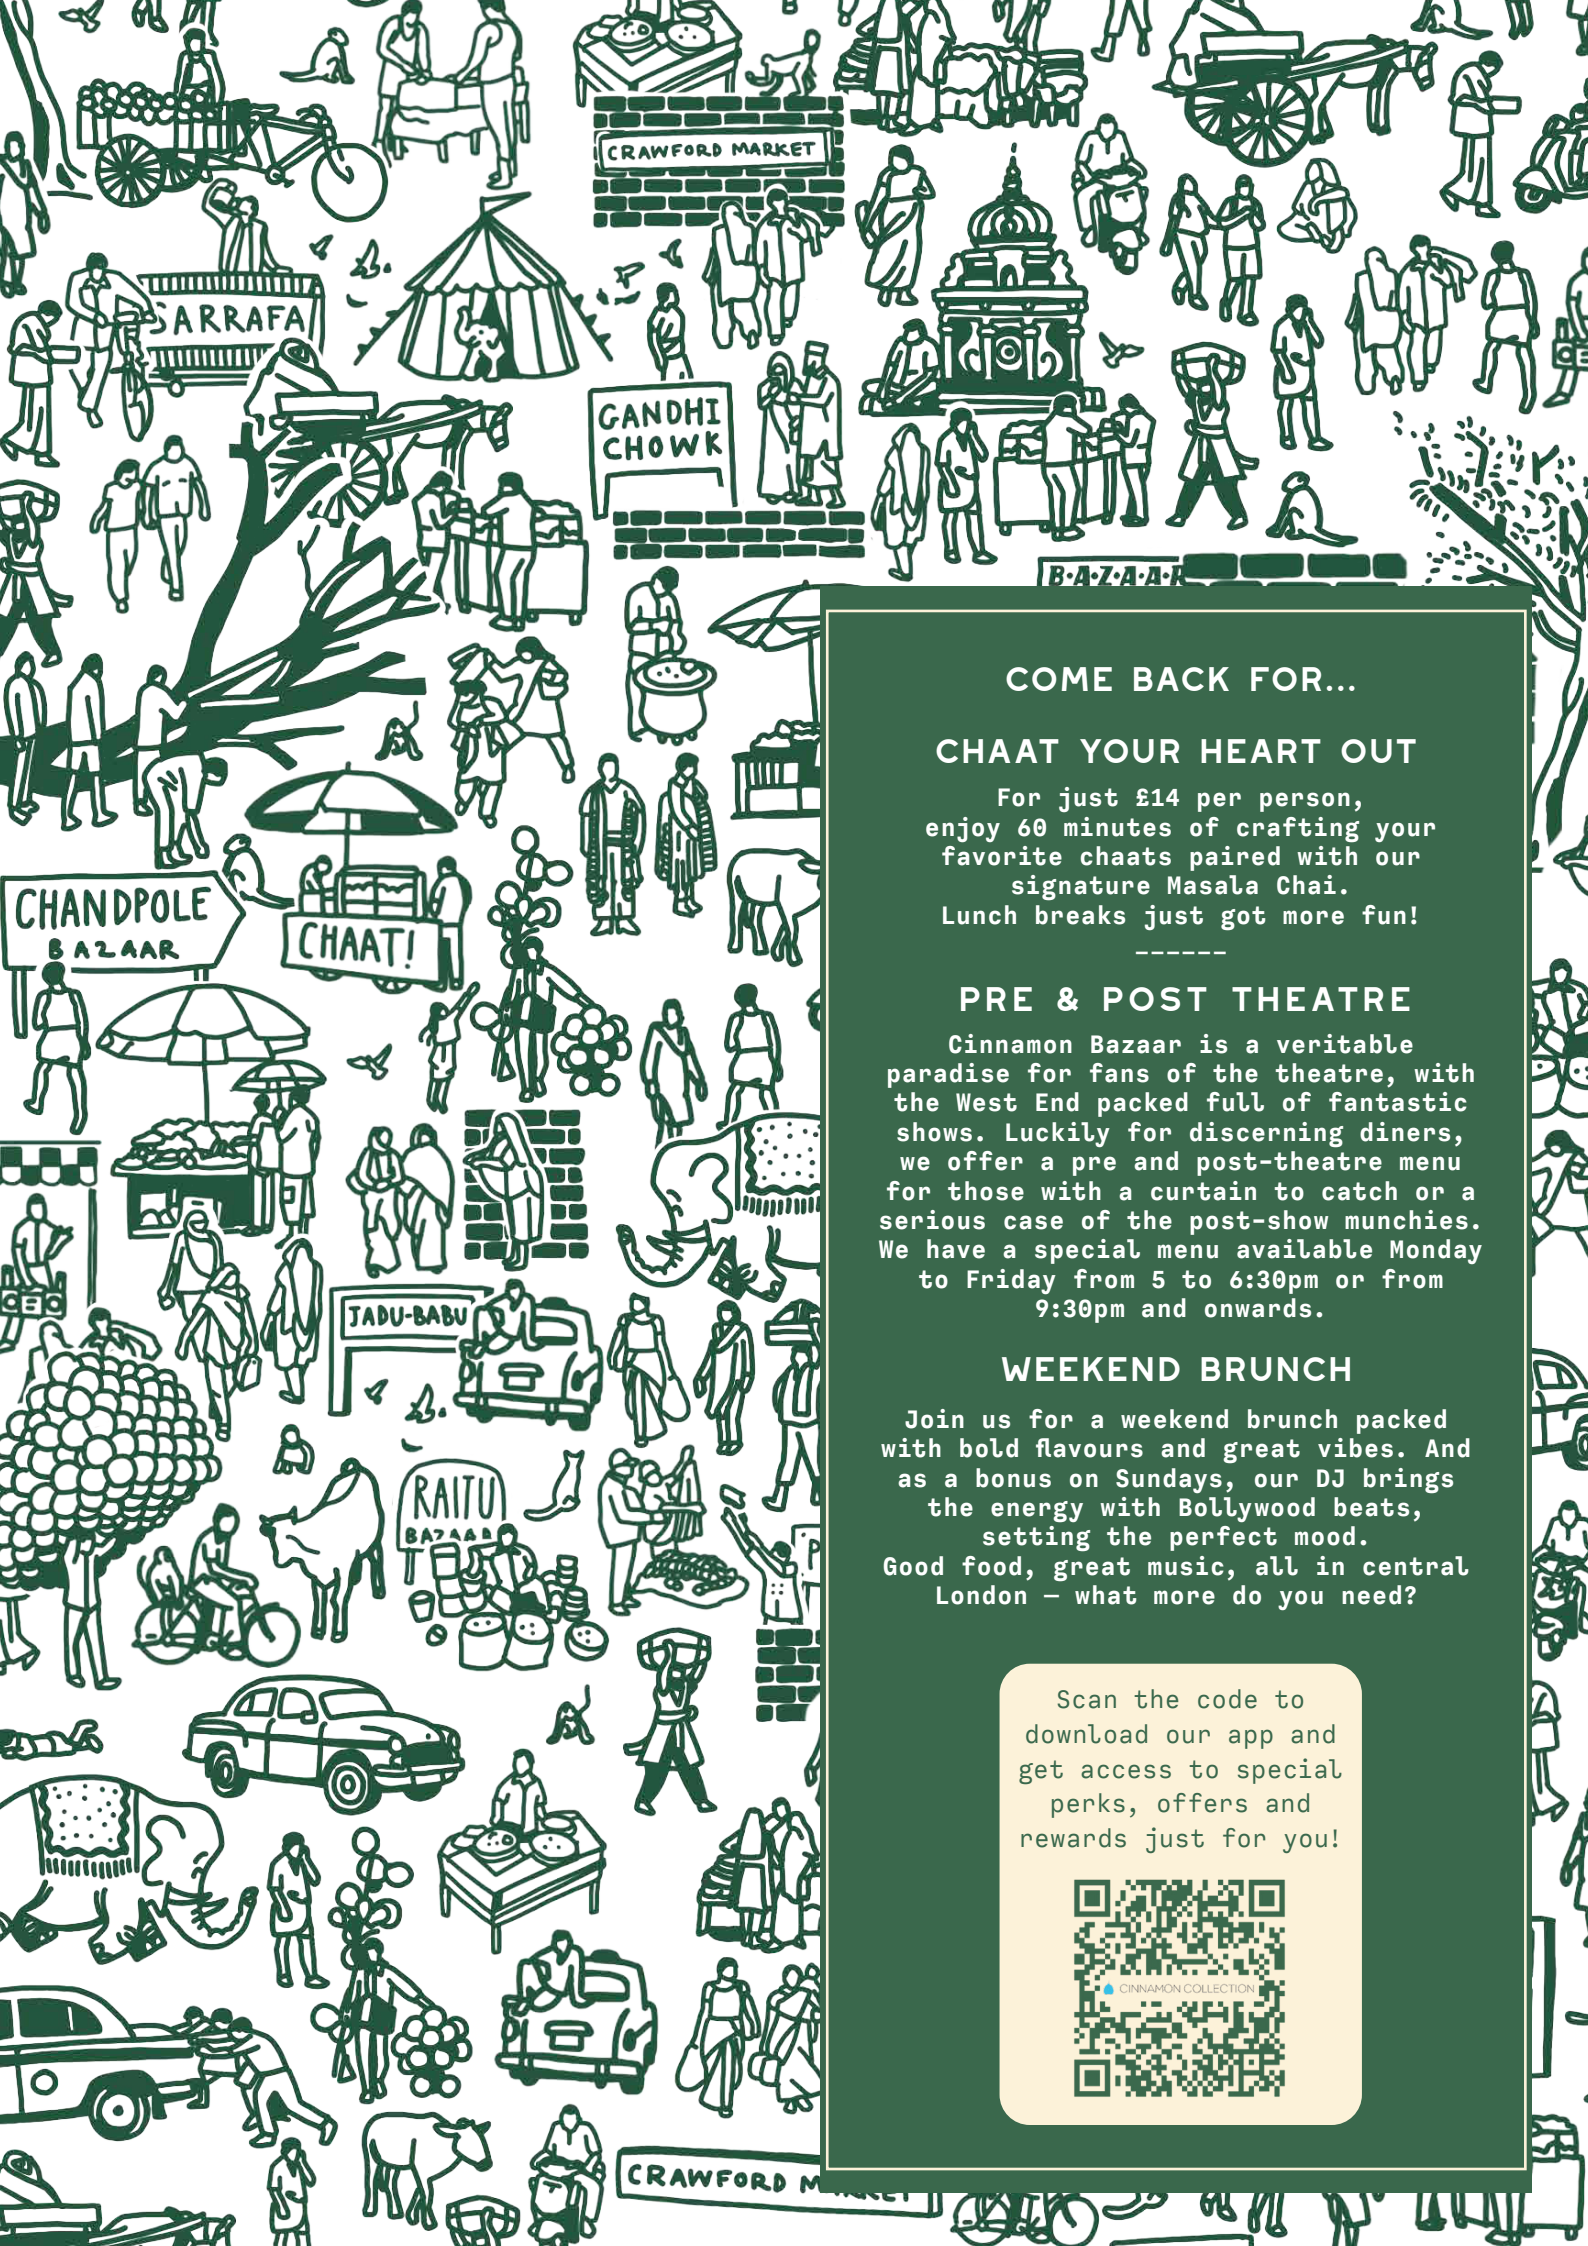 CRAWFORD MARKET
SARRAFA
GANDHI
CHOWK
B·A·Z·A·A·R
CHANDPOLE
BAZAAR
CHAAT!
JADU-BABU
RAITU
BAZAAR
CRAWFORD
COME BACK FOR...
CHAAT YOUR HEART OUT
For just £14 per person,
enjoy 60 minutes of crafting your
favorite chaats paired with our
signature Masala Chai.
Lunch breaks just got more fun!
------
PRE & POST THEATRE
Cinnamon Bazaar is a veritable
paradise for fans of the theatre, with
the West End packed full of fantastic
shows. Luckily for discerning diners,
we offer a pre and post-theatre menu
for those with a curtain to catch or a
serious case of the post-show munchies.
We have a special menu available Monday
to Friday from 5 to 6:30pm or from
9:30pm and onwards.
WEEKEND BRUNCH
Join us for a weekend brunch packed
with bold flavours and great vibes. And
as a bonus on Sundays, our DJ brings
the energy with Bollywood beats,
setting the perfect mood.
Good food, great music, all in central
London — what more do you need?
Scan the code to
download our app and
get access to special
perks, offers and
rewards just for you!
CINNAMON COLLECTION